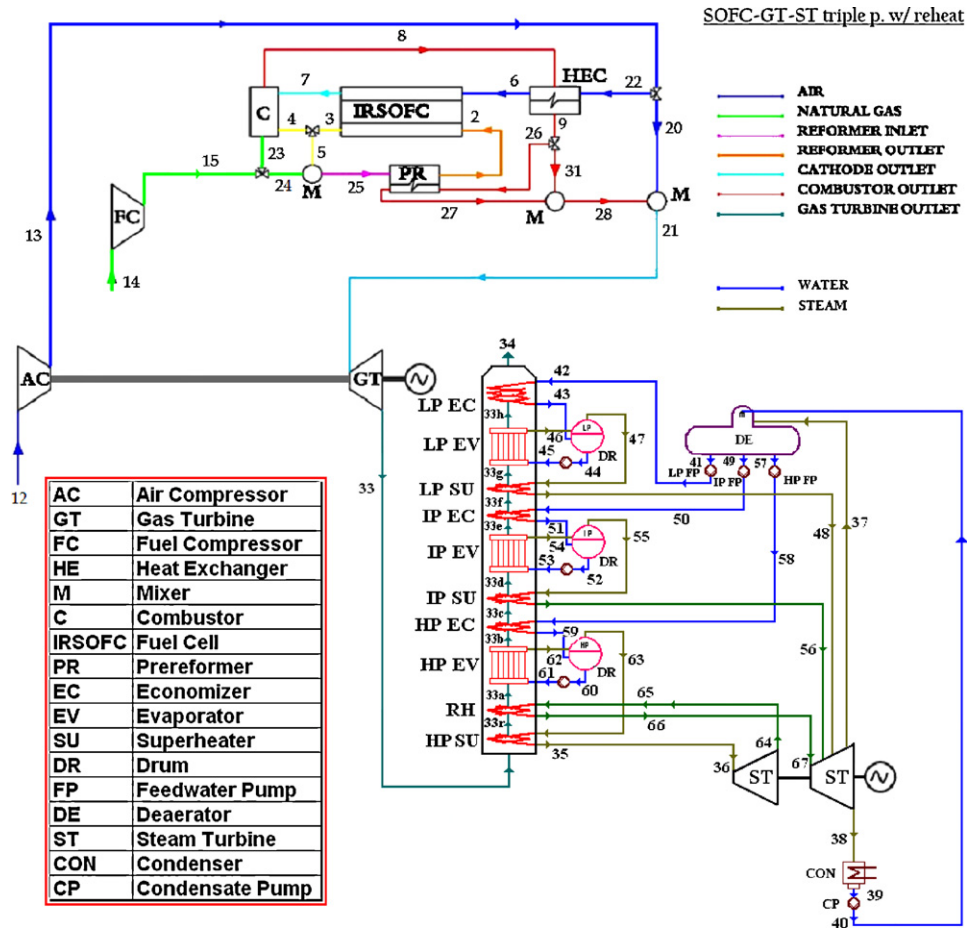 SOFC-GT-ST triple p. w/ reheat
8
7
6
HEC
22
AIR
NATURAL GAS
REFORMER INLET
REFORMER OUTLET
CATHODE OUTLET
COMBUSTOR OUTLET
GAS TURBINE OUTLET
WATER
STEAM
C
IRSOFC
4
3
2
9
26
20
15
23
5
24
M
25
PR
31
27
M
28
M
21
FC
13
14
AC
GT
12
33
34
42
LP EC
43
33h
LP EV
46
LP
47
DR
45
44
33g
LP SU
33f
IP EC
33e
51
50
IP EV
54
IP
55
DR
53
52
33d
IP SU
33c
HP EC
33b
59
HP EV
62
HP
63
DR
61
60
33a
RH
65
66
33r
HP SU
35
DE
41
49
57
LP FP
IP FP
HP FP
48
37
58
56
36
ST
64
67
ST
38
CON
39
CP
40
AC Air Compressor
GT Gas Turbine
FC Fuel Compressor
HE Heat Exchanger
M Mixer
C Combustor
IRSOFC Fuel Cell
PR Prereformer
EC Economizer
EV Evaporator
SU Superheater
DR Drum
FP Feedwater Pump
DE Deaerator
ST Steam Turbine
CON Condenser
CP Condensate Pump